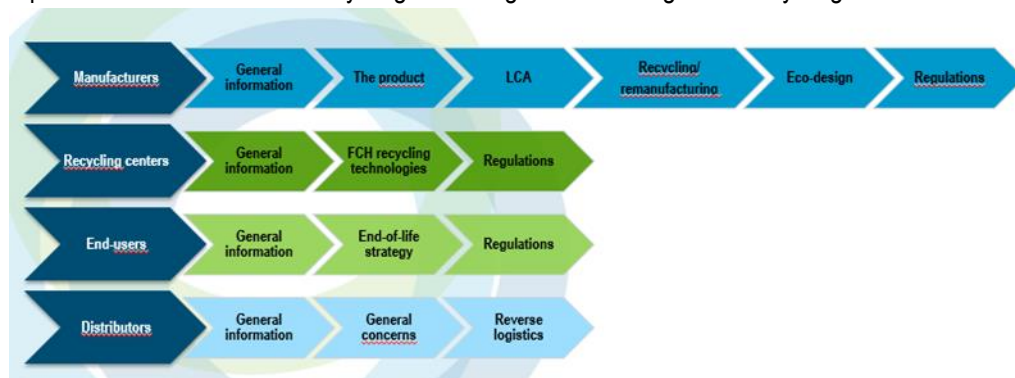 Manufacturers
General
information
The product
LCA
Recycling/
remanufacturing
Eco-design
Regulations
Recycling centers
General
information
FCH recycling
technologies
Regulations
End-users
General
information
End-of-life
strategy
Regulations
Distributors
General
information
General
concerns
Reverse
logistics